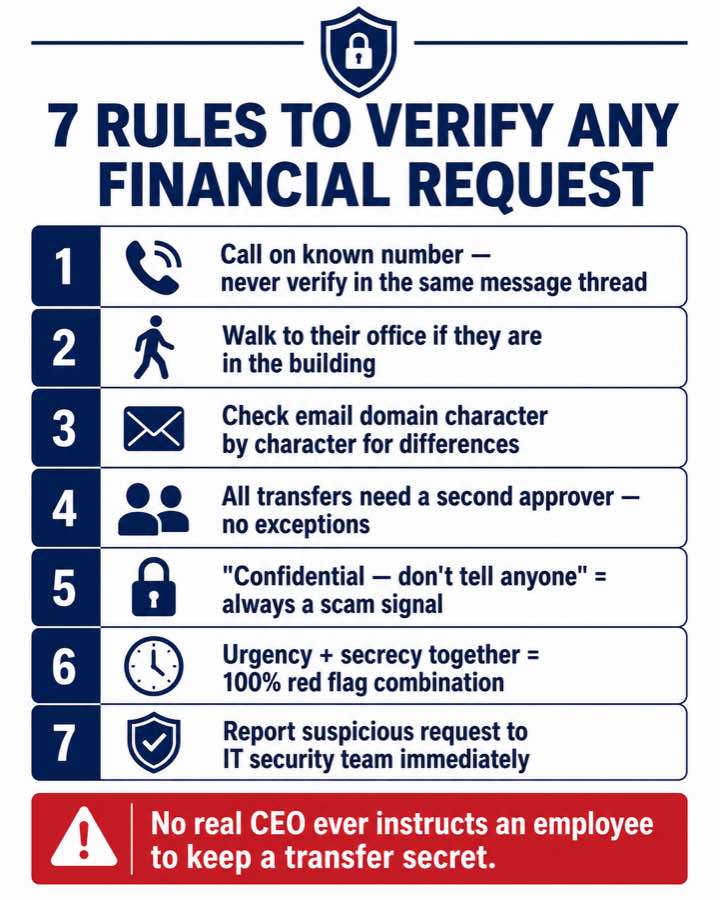 7 RULES TO VERIFY ANY
FINANCIAL REQUEST
1
Call on known number —
never verify in the same message thread
2
Walk to their office if they are
in the building
3
Check email domain character
by character for differences
4
All transfers need a second approver —
no exceptions
5
"Confidential — don't tell anyone" =
always a scam signal
6
Urgency + secrecy together =
100% red flag combination
7
Report suspicious request to
IT security team immediately
No real CEO ever instructs an employee
to keep a transfer secret.